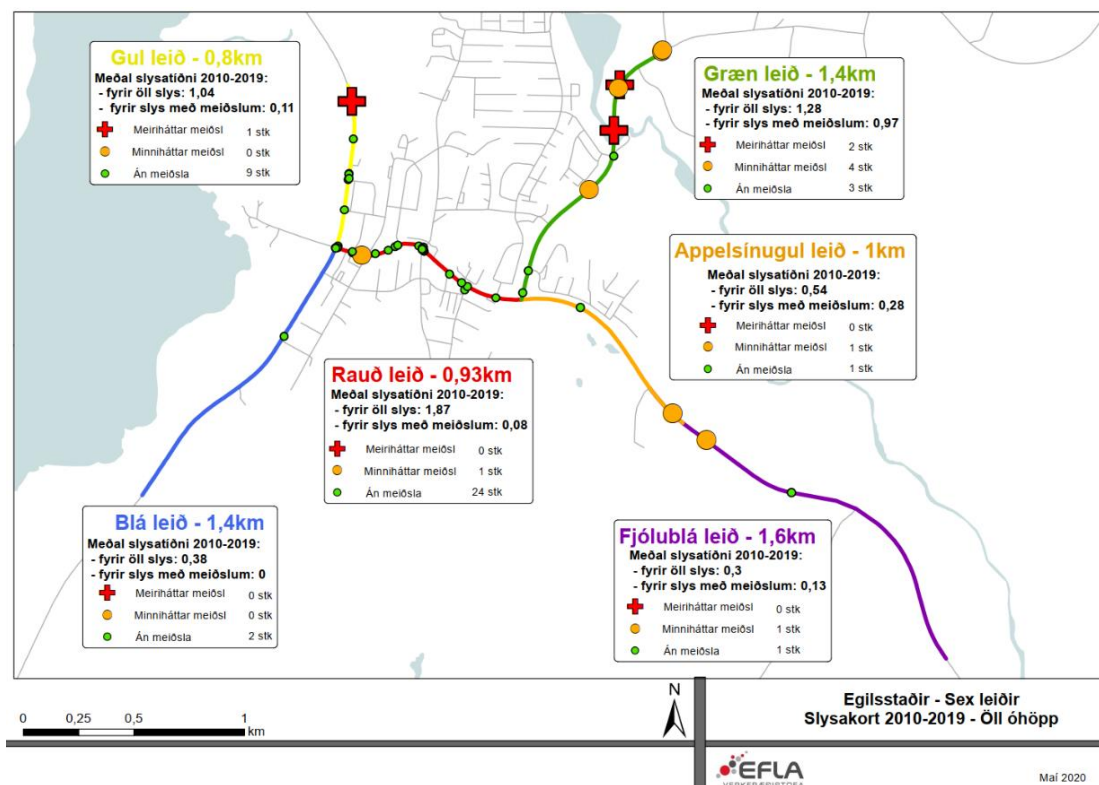 Gul leið - 0,8km
Meðal slysatíðni 2010-2019:
- fyrir öll slys: 1,04
- fyrir slys með meiðslum: 0,11
Meiriháttar meiðsl 1 stk
Minniháttar meiðsl 0 stk
Án meiðsla 9 stk
Græn leið - 1,4km
Meðal slysatíðni 2010-2019:
- fyrir öll slys: 1,28
- fyrir slys með meiðslum: 0,97
Meiriháttar meiðsl 2 stk
Minniháttar meiðsl 4 stk
Án meiðsla 3 stk
Appelsínugul leið - 1km
Meðal slysatíðni 2010-2019:
- fyrir öll slys: 0,54
- fyrir slys með meiðslum: 0,28
Meiriháttar meiðsl 0 stk
Minniháttar meiðsl 1 stk
Án meiðsla 1 stk
Rauð leið - 0,93km
Meðal slysatíðni 2010-2019:
- fyrir öll slys: 1,87
- fyrir slys með meiðslum: 0,08
Meiriháttar meiðsl 0 stk
Minniháttar meiðsl 1 stk
Án meiðsla 24 stk
Blá leið - 1,4km
Meðal slysatíðni 2010-2019:
- fyrir öll slys: 0,38
- fyrir slys með meiðslum: 0
Meiriháttar meiðsl 0 stk
Minniháttar meiðsl 0 stk
Án meiðsla 2 stk
Fjólublá leið - 1,6km
Meðal slysatíðni 2010-2019:
- fyrir öll slys: 0,3
- fyrir slys með meiðslum: 0,13
Meiriháttar meiðsl 0 stk
Minniháttar meiðsl 1 stk
Án meiðsla 1 stk
0 0,25 0,5 1
km
N
Egilsstaðir - Sex leiðir
Slysakort 2010-2019 - Öll óhöpp
EFLA
VERKFRÆÐISTOFA
Maí 2020